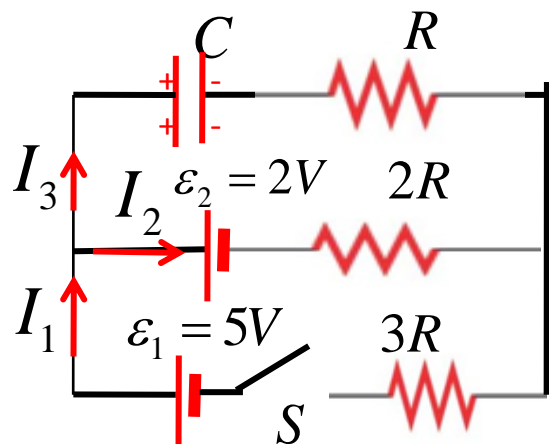 C R
+ -
+ -
I₃ I₂ ε₂ = 2V 2R
I₁ ε₁ = 5V 3R
S